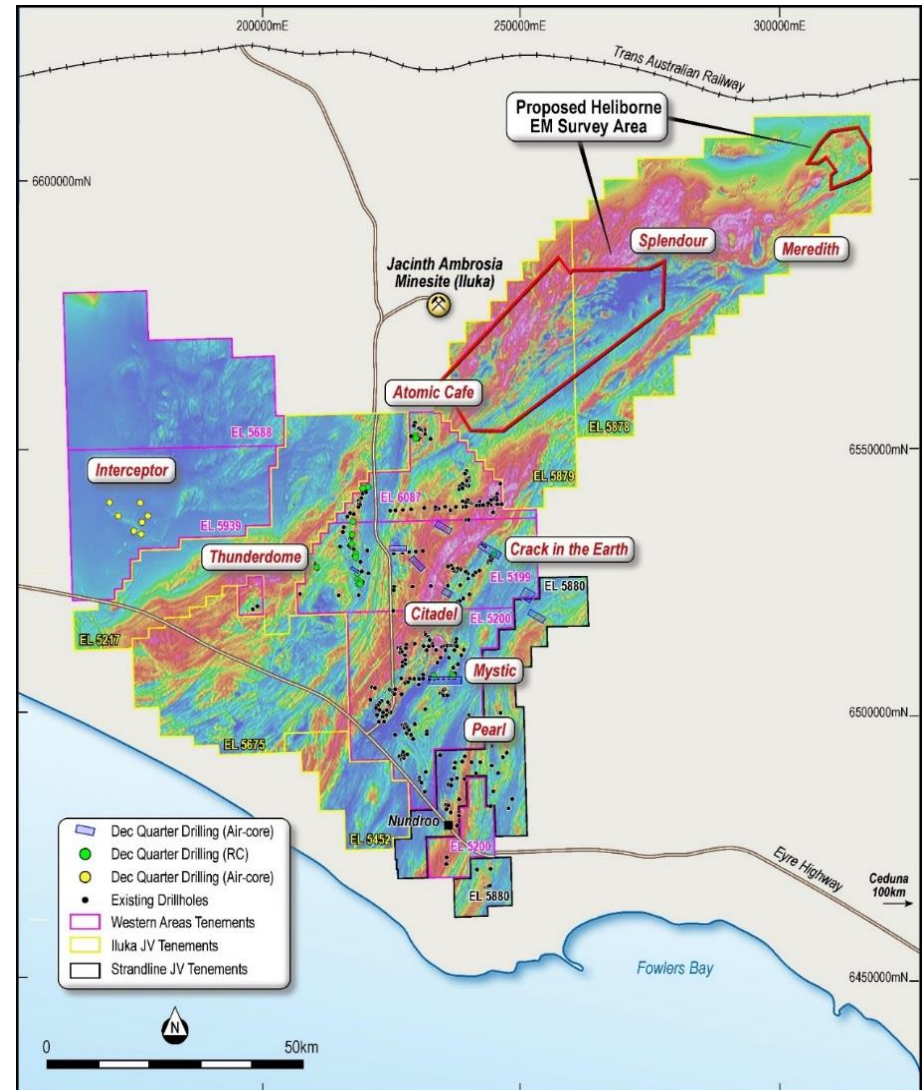 200000mE
250000mE
300000mE
Trans Australian Railway
Proposed Heliborne
EM Survey Area
6600000mN
Splendour
Meredith
Jacinth Ambrosia
Minesite (Iluka)
Atomic Cafe
EL 5688
EL 5878
6550000mN
Interceptor
EL 5879
EL 6087
EL 5939
Thunderdome
Crack in the Earth
EL 5199
EL 5880
EL 5200
Citadel
EL 5217
Mystic
Pearl
6500000mN
EL 5675
Nundroo
EL 5452
EL 5200
Eyre Highway
Ceduna
100km
EL 5880
Dec Quarter Drilling (Air-core)
Dec Quarter Drilling (RC)
Dec Quarter Drilling (Air-core)
Existing Drillholes
Western Areas Tenements
Iluka JV Tenements
Strandline JV Tenements
Fowlers Bay
6450000mN
N
0
50km